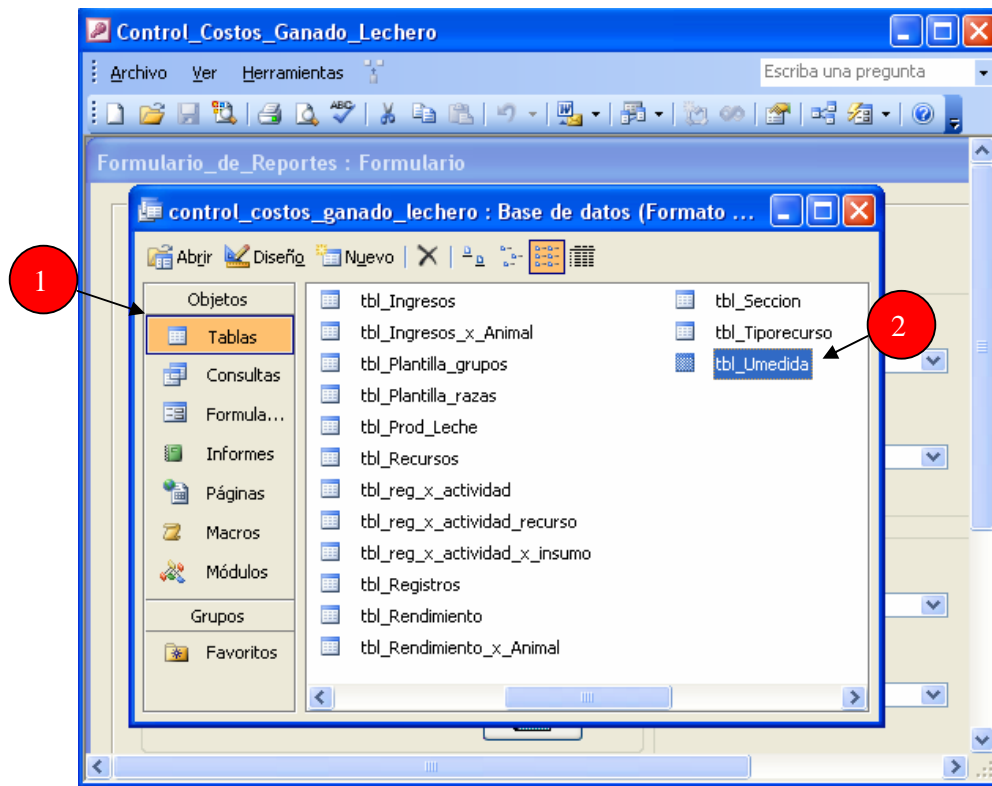 Control_Costos_Ganado_Lechero
Archivo Ver Herramientas Escriba una pregunta
ABC
W
Formulario_de_Reportes : Formulario
control_costos_ganado_lechero : Base de datos (Formato ...
Abrir Diseño Nuevo
1
Objetos
Tablas
Consultas
Formula...
Informes
Páginas
Macros
Módulos
Grupos
Favoritos
tbl_Ingresos
tbl_Ingresos_x_Animal
tbl_Plantilla_grupos
tbl_Plantilla_razas
tbl_Prod_Leche
tbl_Recursos
tbl_reg_x_actividad
tbl_reg_x_actividad_recurso
tbl_reg_x_actividad_x_insumo
tbl_Registros
tbl_Rendimiento
tbl_Rendimiento_x_Animal
tbl_Seccion
tbl_Tiporecurso
tbl_Umedida
2